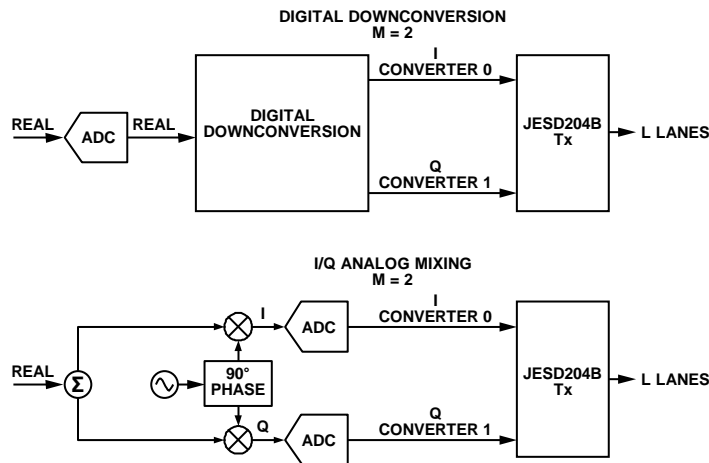 DIGITAL DOWNCONVERSION
M = 2
I
CONVERTER 0
REAL
ADC
REAL
DIGITAL
DOWNCONVERSION
JESD204B
Tx
L LANES
Q
CONVERTER 1
I/Q ANALOG MIXING
M = 2
I
ADC
I
CONVERTER 0
REAL
Σ
90°
PHASE
JESD204B
Tx
L LANES
Q
ADC
Q
CONVERTER 1